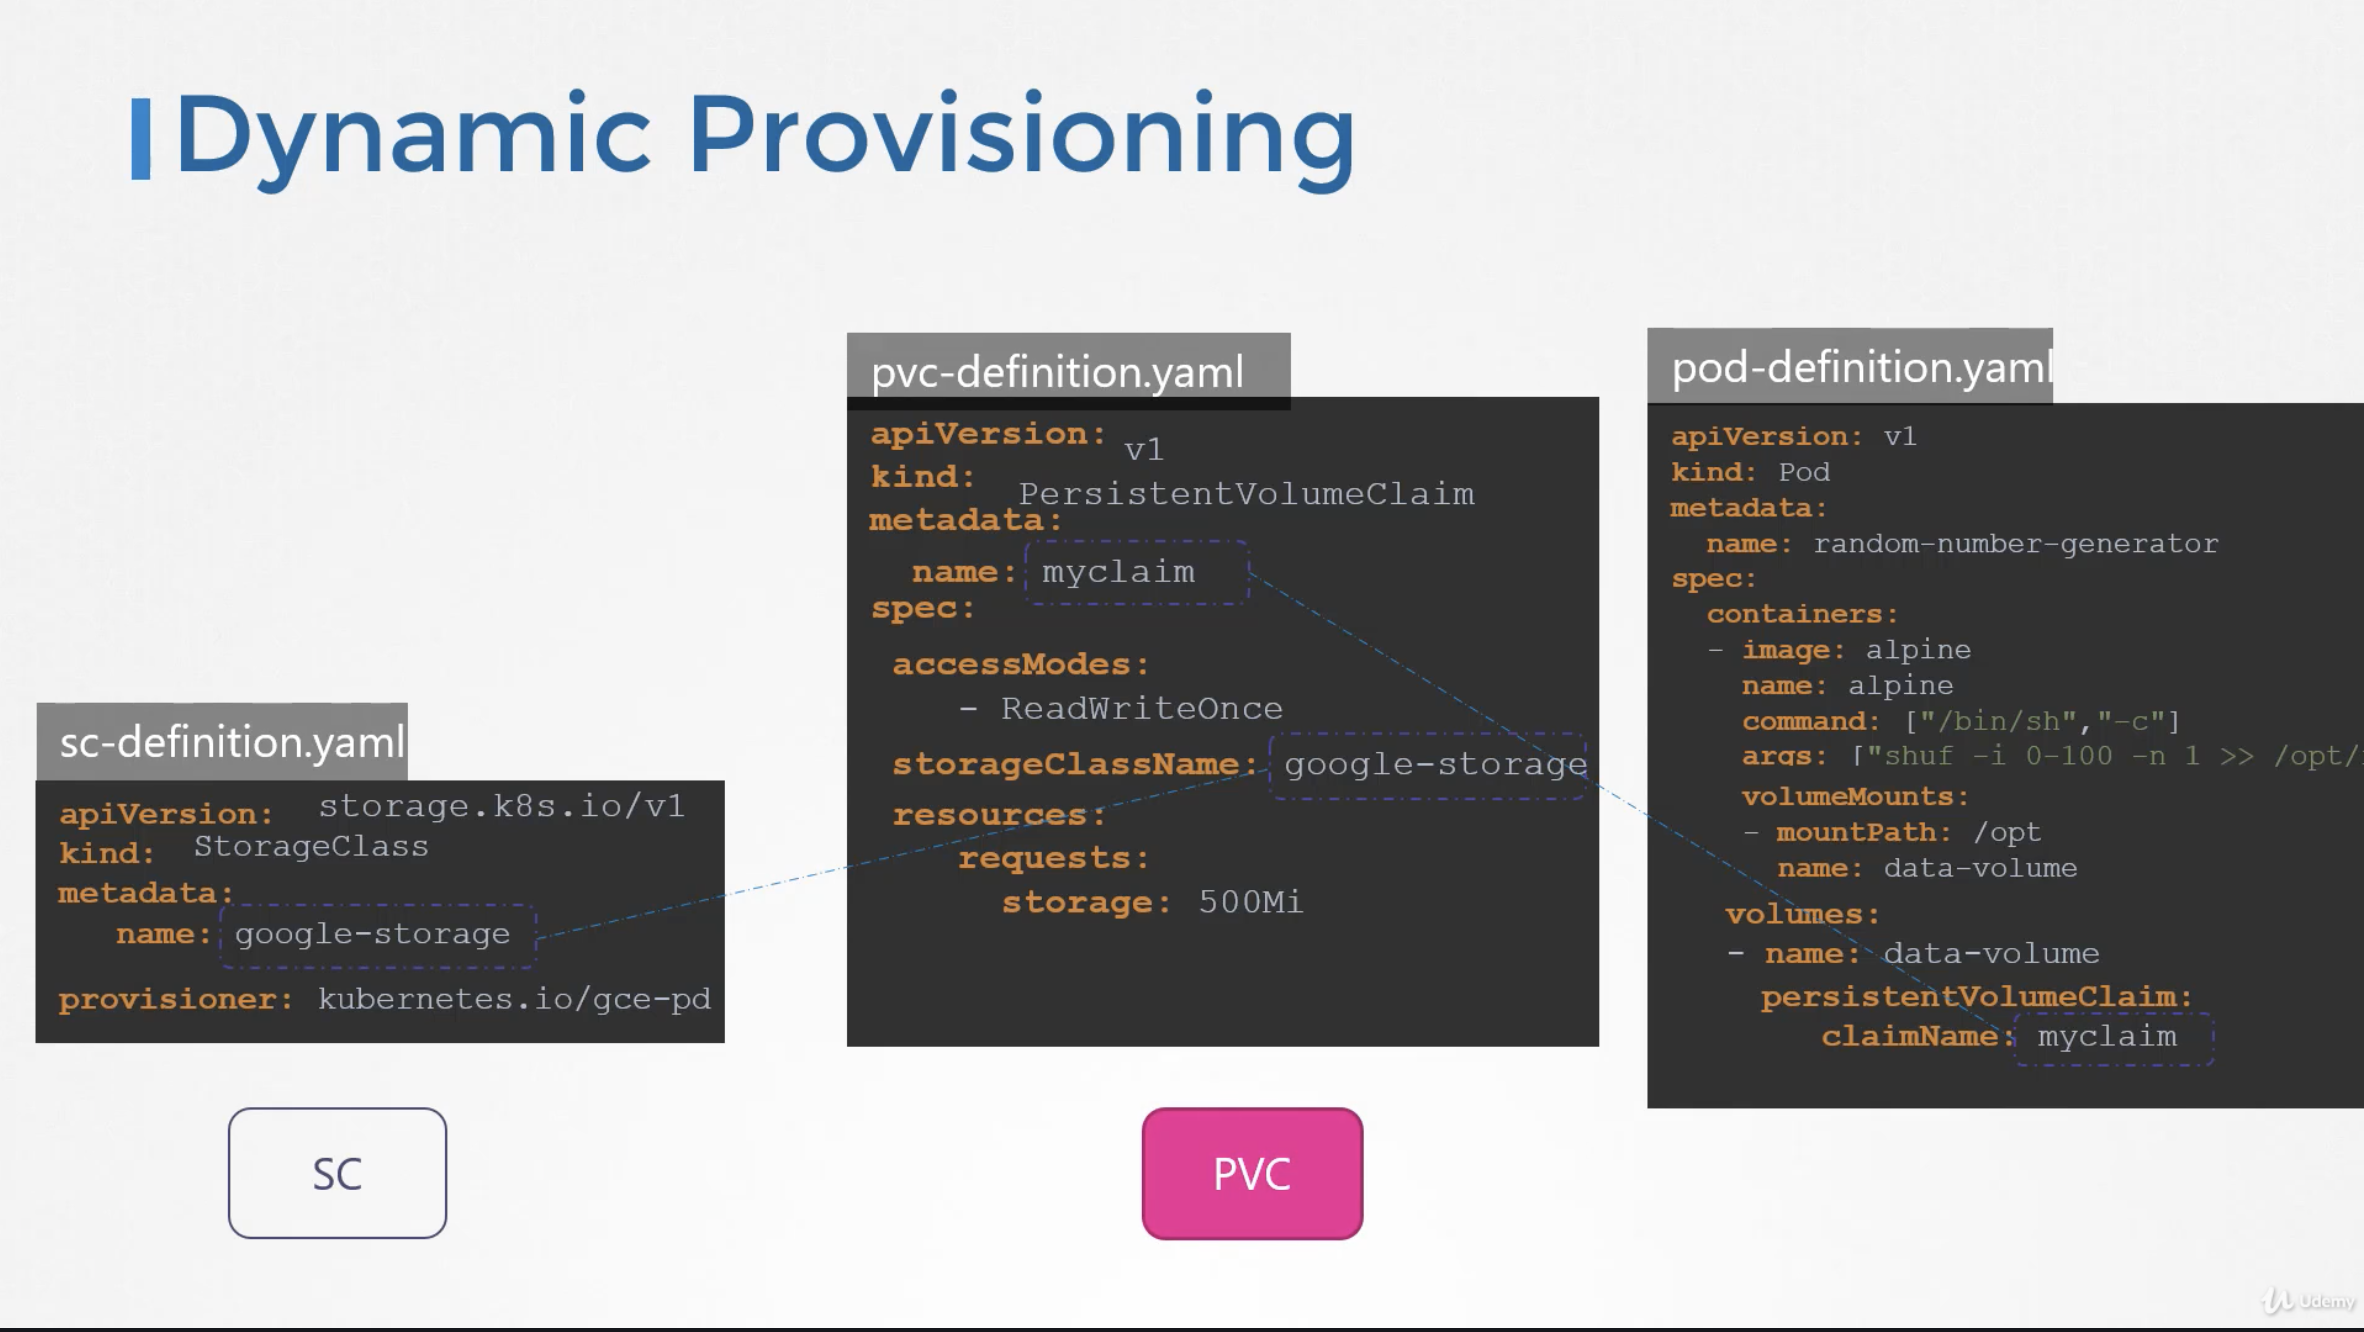 Dynamic Provisioning
sc-definition.yaml
apiVersion: storage.k8s.io/v1
kind: StorageClass
metadata:
name: google-storage
provisioner: kubernetes.io/gce-pd
SC
pvc-definition.yaml
apiVersion: v1
kind: PersistentVolumeClaim
metadata:
name: myclaim
spec:
accessModes:
- ReadWriteOnce
storageClassName: google-storage
resources:
requests:
storage: 500Mi
PVC
pod-definition.yaml
apiVersion: v1
kind: Pod
metadata:
name: random-number-generator
spec:
containers:
- image: alpine
name: alpine
command: ["/bin/sh","-c"]
args: ["shuf -i 0-100 -n 1 >> /opt/
volumeMounts:
- mountPath: /opt
name: data-volume
volumes:
- name: data-volume
persistentVolumeClaim:
claimName: myclaim
Udemy